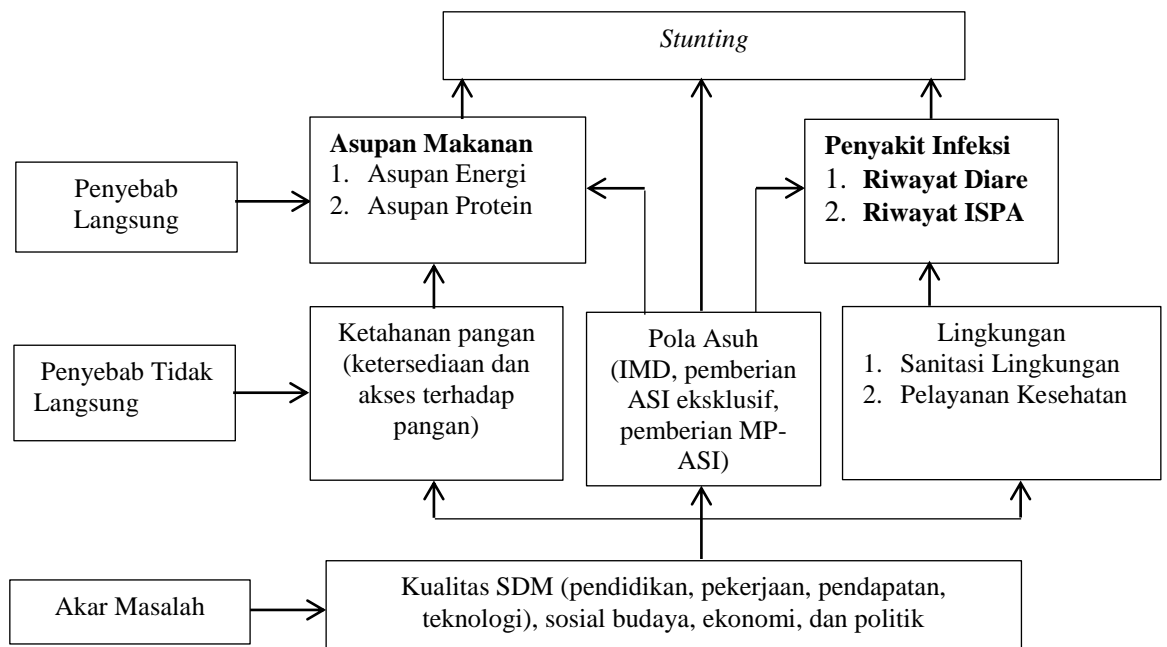 Stunting
Penyebab
Langsung
Asupan Makanan
1. Asupan Energi
2. Asupan Protein
Penyakit Infeksi
1. Riwayat Diare
2. Riwayat ISPA
Penyebab Tidak
Langsung
Ketahanan pangan
(ketersediaan dan
akses terhadap
pangan)
Pola Asuh
(IMD, pemberian
ASI eksklusif,
pemberian MP-
ASI)
Lingkungan
1. Sanitasi Lingkungan
2. Pelayanan Kesehatan
Akar Masalah
Kualitas SDM (pendidikan, pekerjaan, pendapatan,
teknologi), sosial budaya, ekonomi, dan politik